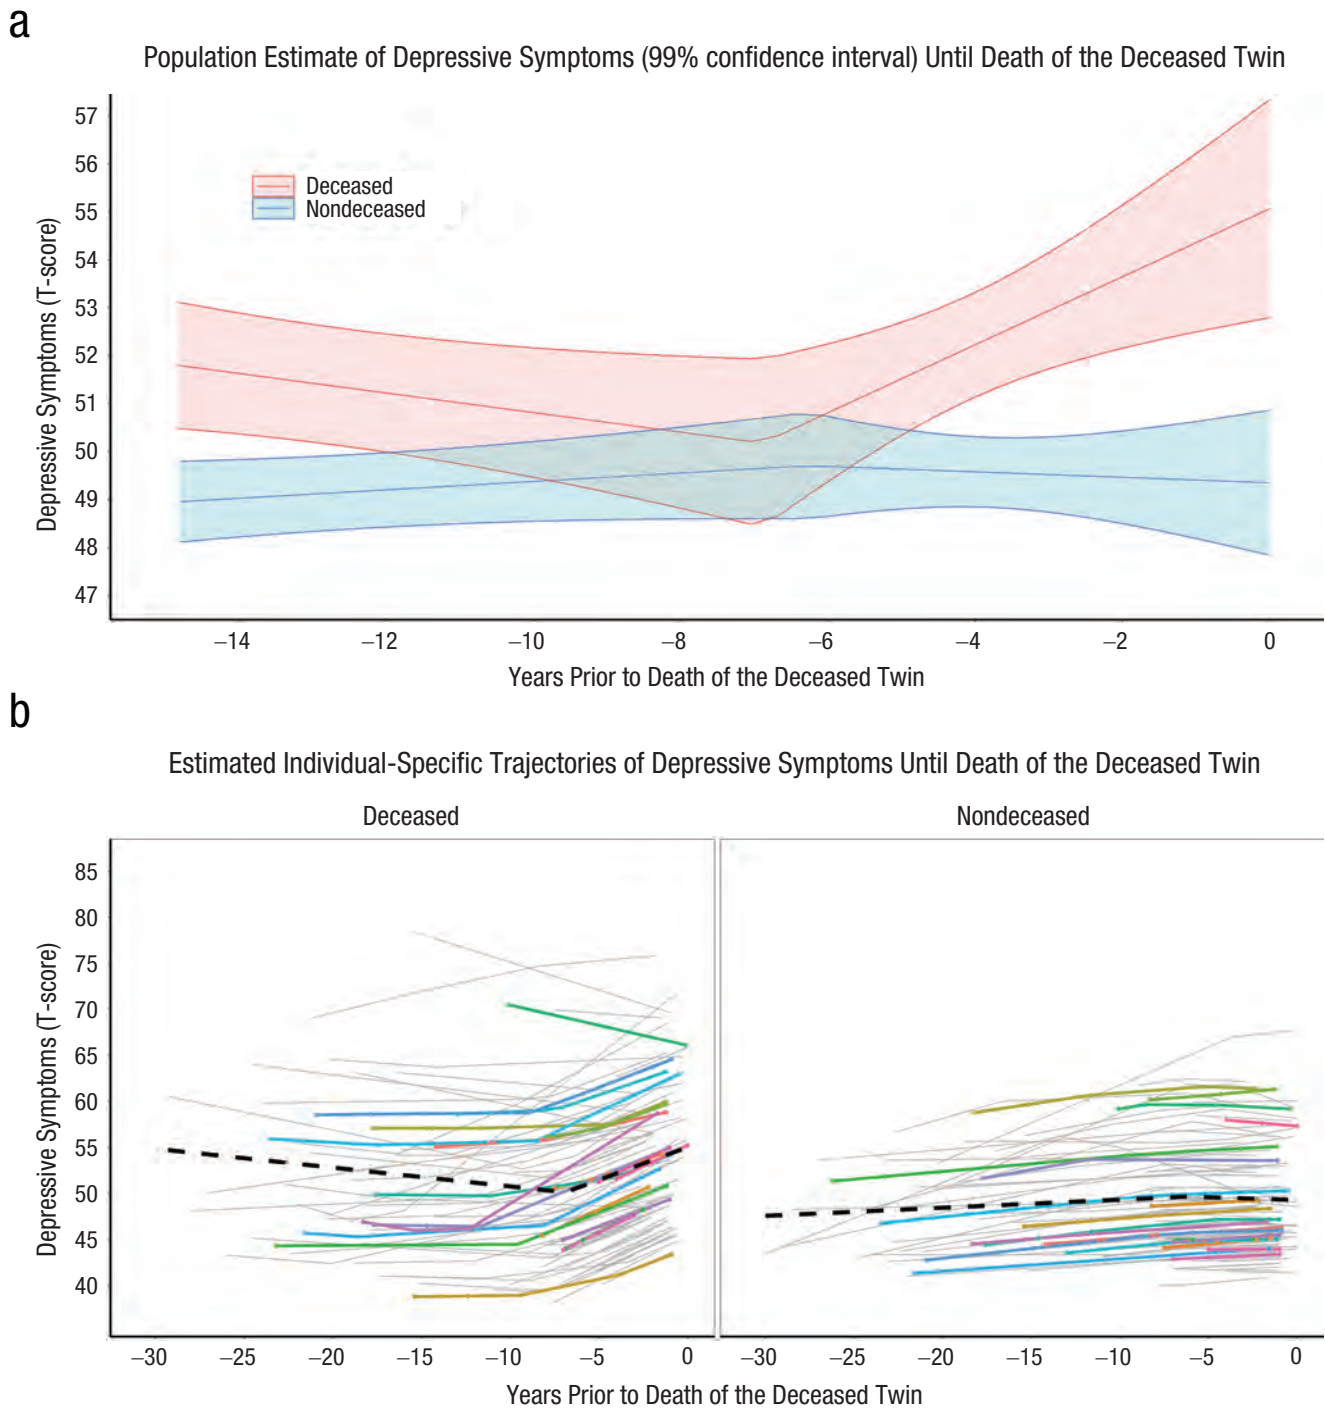 a
Population Estimate of Depressive Symptoms (99% confidence interval) Until Death of the Deceased Twin
57
56
55
54
53
52
51
50
49
48
47
Depressive Symptoms (T-score)
Deceased
Nondeceased
−14 −12 −10 −8 −6 −4 −2 0
Years Prior to Death of the Deceased Twin
b
Estimated Individual-Specific Trajectories of Depressive Symptoms Until Death of the Deceased Twin
Deceased Nondeceased
85
80
75
70
65
60
55
50
45
40
Depressive Symptoms (T-score)
−30 −25 −20 −15 −10 −5 0 −30 −25 −20 −15 −10 −5 0
Years Prior to Death of the Deceased Twin